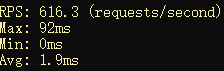 RPS: 616.3 (requests/second)
Max: 92ms
Min: 0ms
Avg: 1.9ms